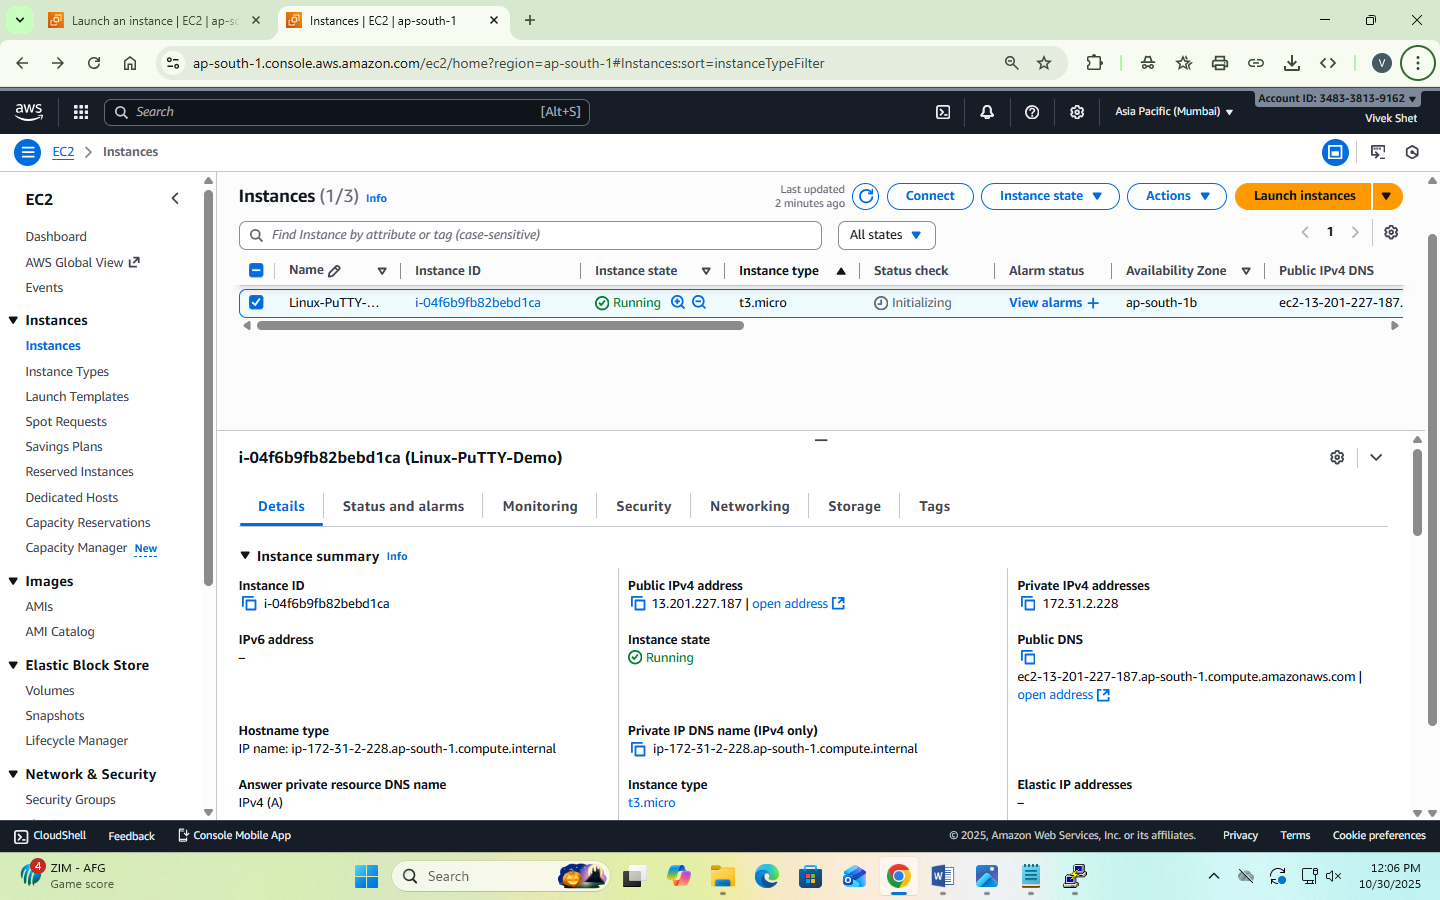 Launch an instance | EC2 | ap-so
Instances | EC2 | ap-south-1
ap-south-1.console.aws.amazon.com/ec2/home?region=ap-south-1#Instances:sort=instanceTypeFilter
V
aws
Search
[Alt+S]
Asia Pacific (Mumbai)
Account ID: 3483-3813-9162
Vivek Shet
EC2
Instances
EC2
Dashboard
AWS Global View
Events
Instances
Instances
Instance Types
Launch Templates
Spot Requests
Savings Plans
Reserved Instances
Dedicated Hosts
Capacity Reservations
Capacity Manager New
Images
AMIs
AMI Catalog
Elastic Block Store
Volumes
Snapshots
Lifecycle Manager
Network & Security
Security Groups
Instances (1/3) Info
Last updated
2 minutes ago
Connect
Instance state
Actions
Launch instances
Find Instance by attribute or tag (case-sensitive)
All states
1
Name Instance ID Instance state Instance type Status check Alarm status Availability Zone Public IPv4 DNS
Linux-PuTTY-... i-04f6b9fb82bebd1ca Running t3.micro Initializing View alarms + ap-south-1b ec2-13-201-227-187.
i-04f6b9fb82bebd1ca (Linux-PuTTY-Demo)
Details Status and alarms Monitoring Security Networking Storage Tags
Instance summary Info
Instance ID
i-04f6b9fb82bebd1ca
Public IPv4 address
13.201.227.187 | open address
Private IPv4 addresses
172.31.2.228
IPv6 address
–
Instance state
Running
Public DNS
ec2-13-201-227-187.ap-south-1.compute.amazonaws.com |
open address
Hostname type
IP name: ip-172-31-2-228.ap-south-1.compute.internal
Private IP DNS name (IPv4 only)
ip-172-31-2-228.ap-south-1.compute.internal
Answer private resource DNS name
IPv4 (A)
Instance type
t3.micro
Elastic IP addresses
–
CloudShell Feedback Console Mobile App
© 2025, Amazon Web Services, Inc. or its affiliates. Privacy Terms Cookie preferences
4
ZIM - AFG
Game score
Search
12:06 PM
10/30/2025